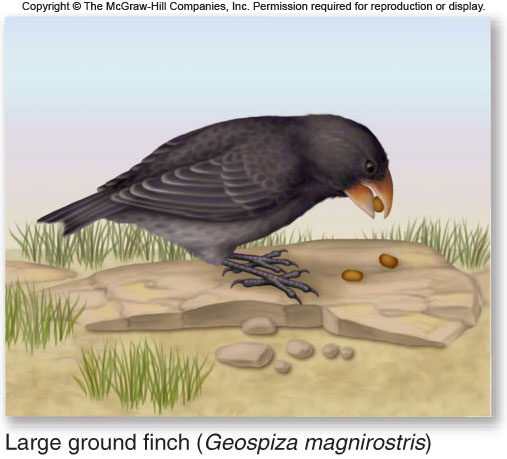 Copyright © The McGraw-Hill Companies, Inc. Permission required for reproduction or display.
Large ground finch (Geospiza magnirostris)